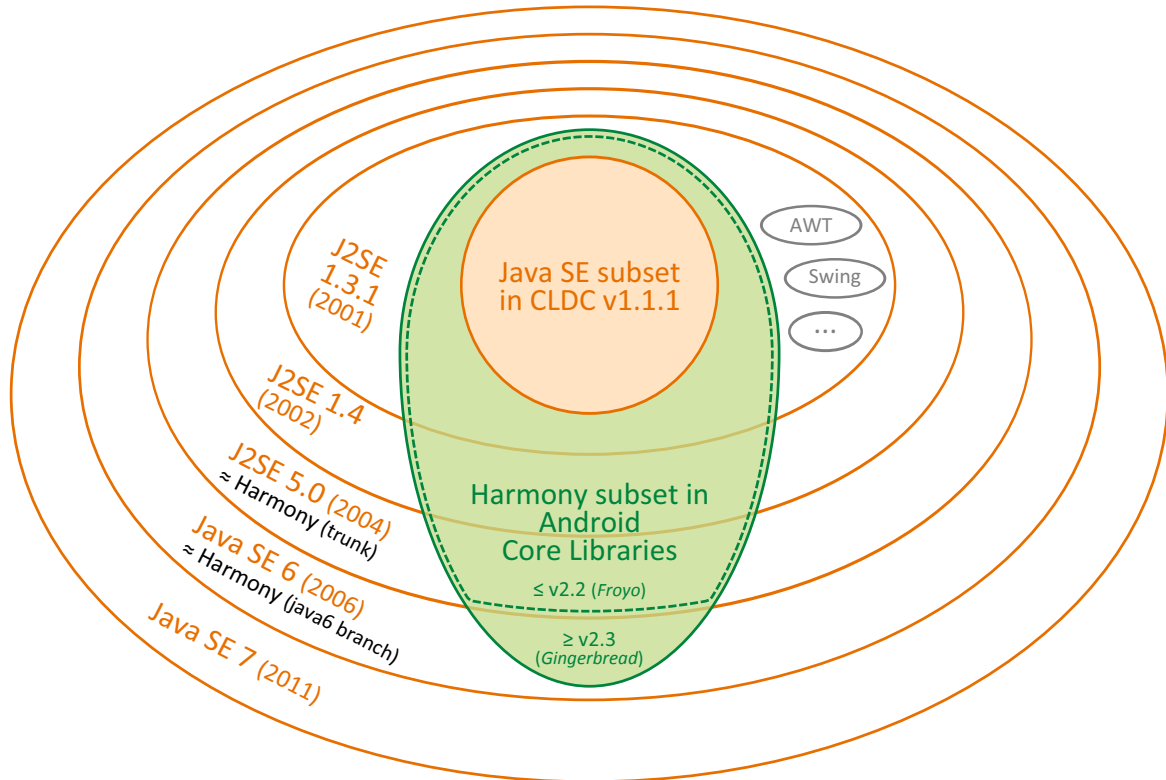 J2SE
1.3.1
(2001)
J2SE 1.4
(2002)
J2SE 5.0 (2004)
≈ Harmony (trunk)
Java SE 6 (2006)
≈ Harmony (java6 branch)
Java SE 7 (2011)
Java SE subset
in CLDC v1.1.1
Harmony subset in
Android
Core Libraries
≤ v2.2 (Froyo)
≥ v2.3
(Gingerbread)
AWT
Swing
...